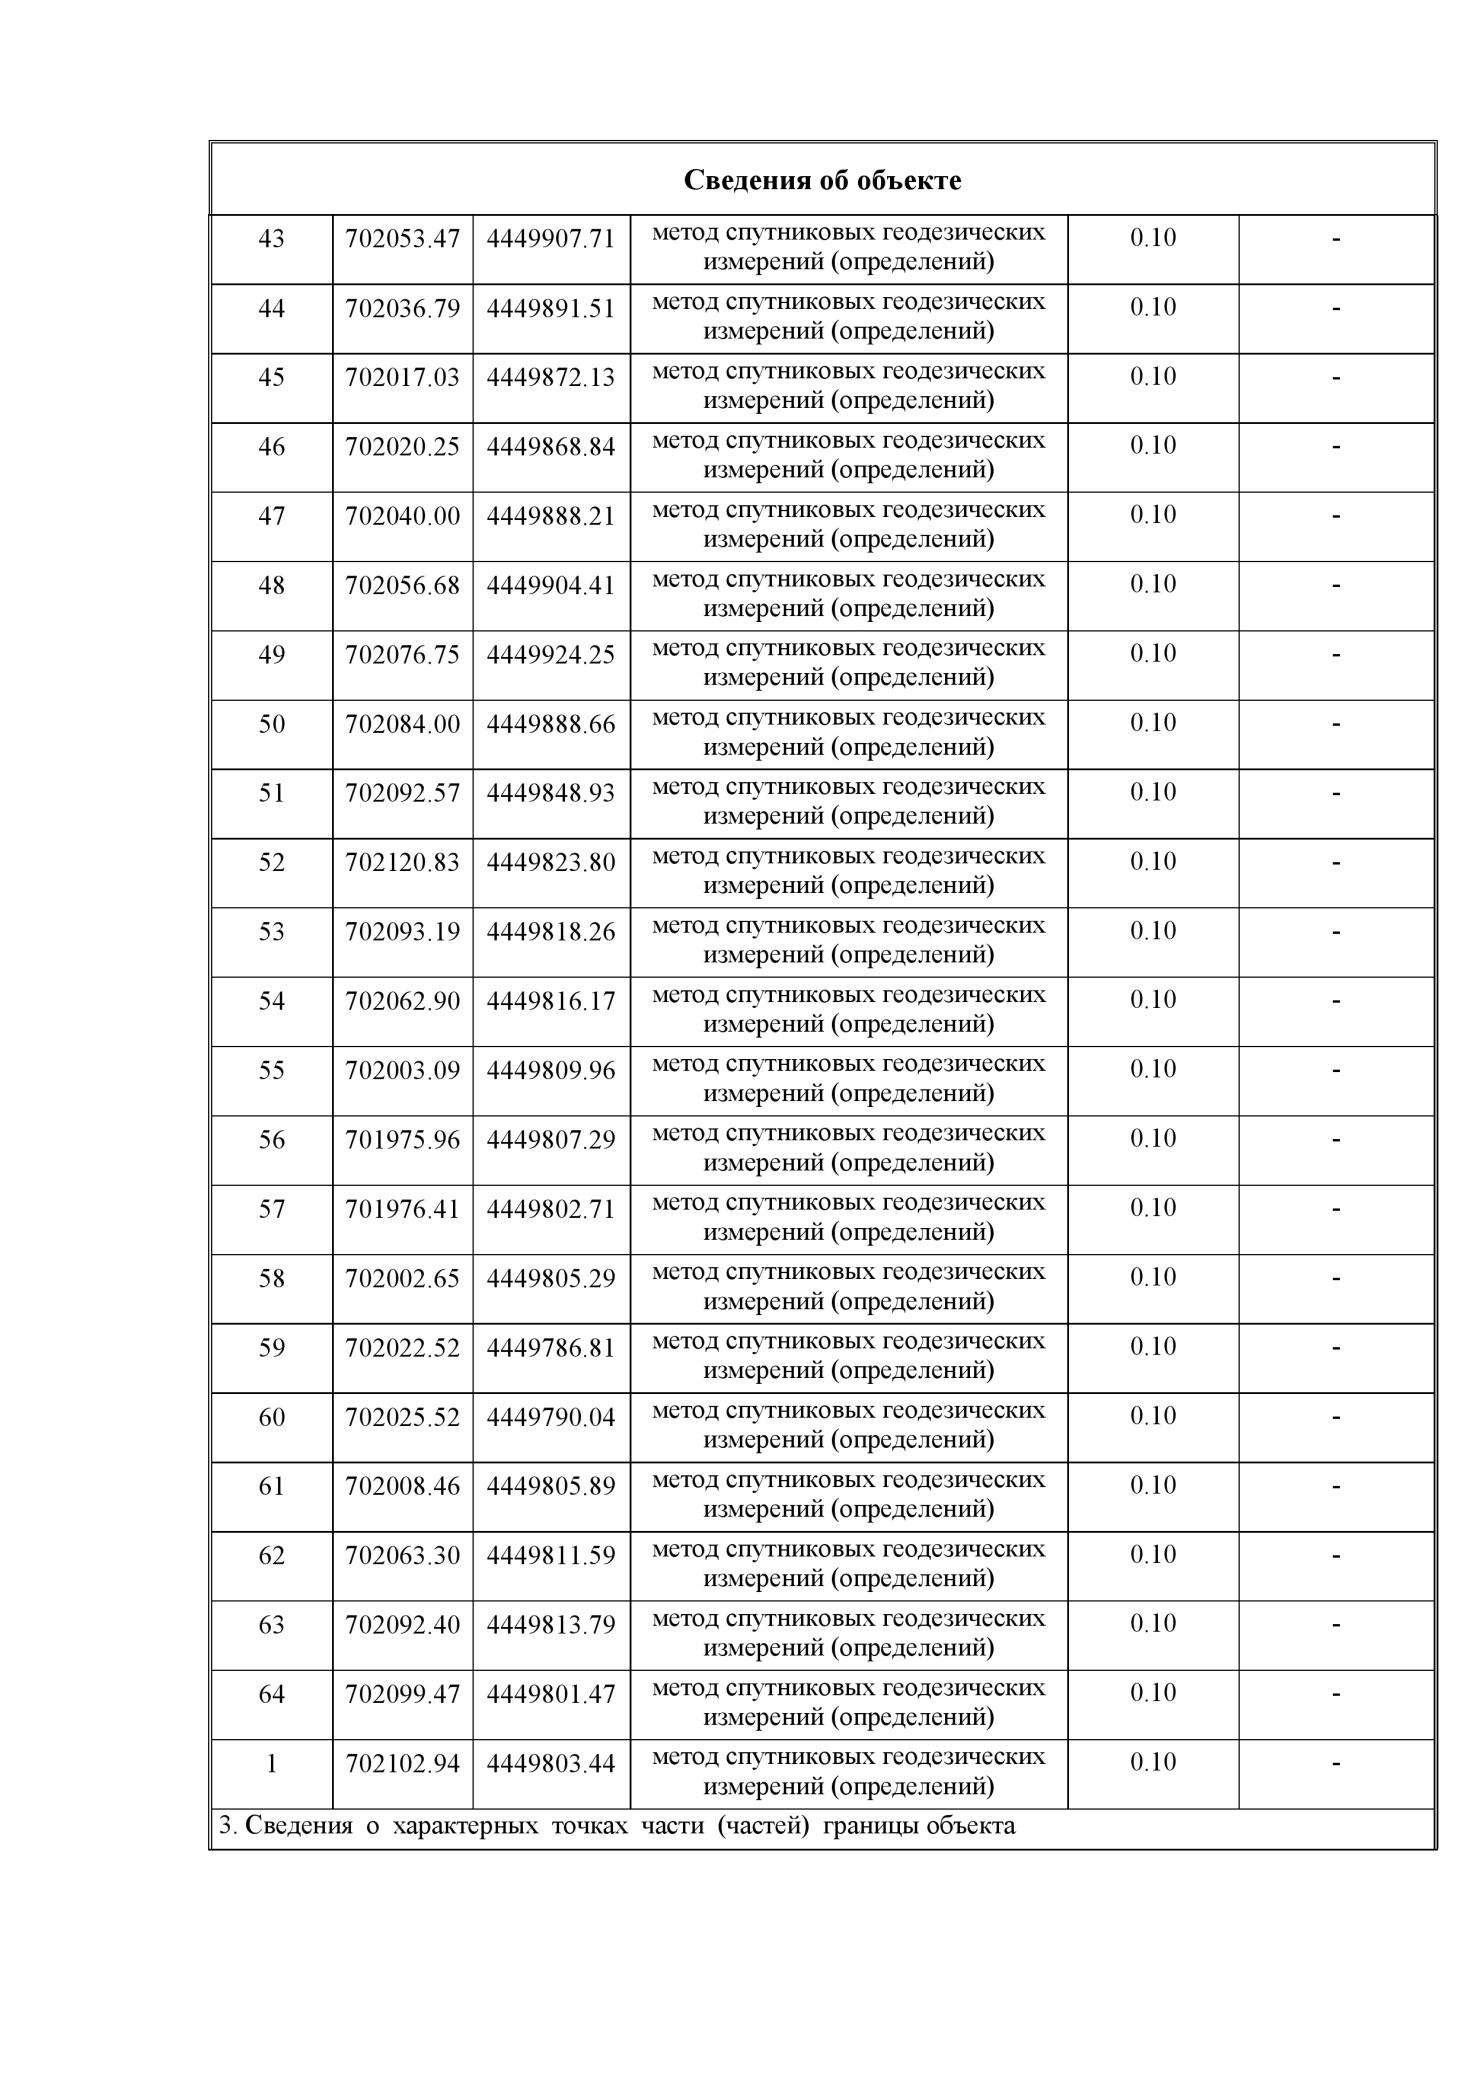 Сведения об объекте
43 702053.47 4449907.71 метод спутниковых геодезических измерений (определений) 0.10 -
44 702036.79 4449891.51 метод спутниковых геодезических измерений (определений) 0.10 -
45 702017.03 4449872.13 метод спутниковых геодезических измерений (определений) 0.10 -
46 702020.25 4449868.84 метод спутниковых геодезических измерений (определений) 0.10 -
47 702040.00 4449888.21 метод спутниковых геодезических измерений (определений) 0.10 -
48 702056.68 4449904.41 метод спутниковых геодезических измерений (определений) 0.10 -
49 702076.75 4449924.25 метод спутниковых геодезических измерений (определений) 0.10 -
50 702084.00 4449888.66 метод спутниковых геодезических измерений (определений) 0.10 -
51 702092.57 4449848.93 метод спутниковых геодезических измерений (определений) 0.10 -
52 702120.83 4449823.80 метод спутниковых геодезических измерений (определений) 0.10 -
53 702093.19 4449818.26 метод спутниковых геодезических измерений (определений) 0.10 -
54 702062.90 4449816.17 метод спутниковых геодезических измерений (определений) 0.10 -
55 702003.09 4449809.96 метод спутниковых геодезических измерений (определений) 0.10 -
56 701975.96 4449807.29 метод спутниковых геодезических измерений (определений) 0.10 -
57 701976.41 4449802.71 метод спутниковых геодезических измерений (определений) 0.10 -
58 702002.65 4449805.29 метод спутниковых геодезических измерений (определений) 0.10 -
59 702022.52 4449786.81 метод спутниковых геодезических измерений (определений) 0.10 -
60 702025.52 4449790.04 метод спутниковых геодезических измерений (определений) 0.10 -
61 702008.46 4449805.89 метод спутниковых геодезических измерений (определений) 0.10 -
62 702063.30 4449811.59 метод спутниковых геодезических измерений (определений) 0.10 -
63 702092.40 4449813.79 метод спутниковых геодезических измерений (определений) 0.10 -
64 702099.47 4449801.47 метод спутниковых геодезических измерений (определений) 0.10 -
1 702102.94 4449803.44 метод спутниковых геодезических измерений (определений) 0.10 -
3. Сведения о характерных точках части (частей) границы объекта